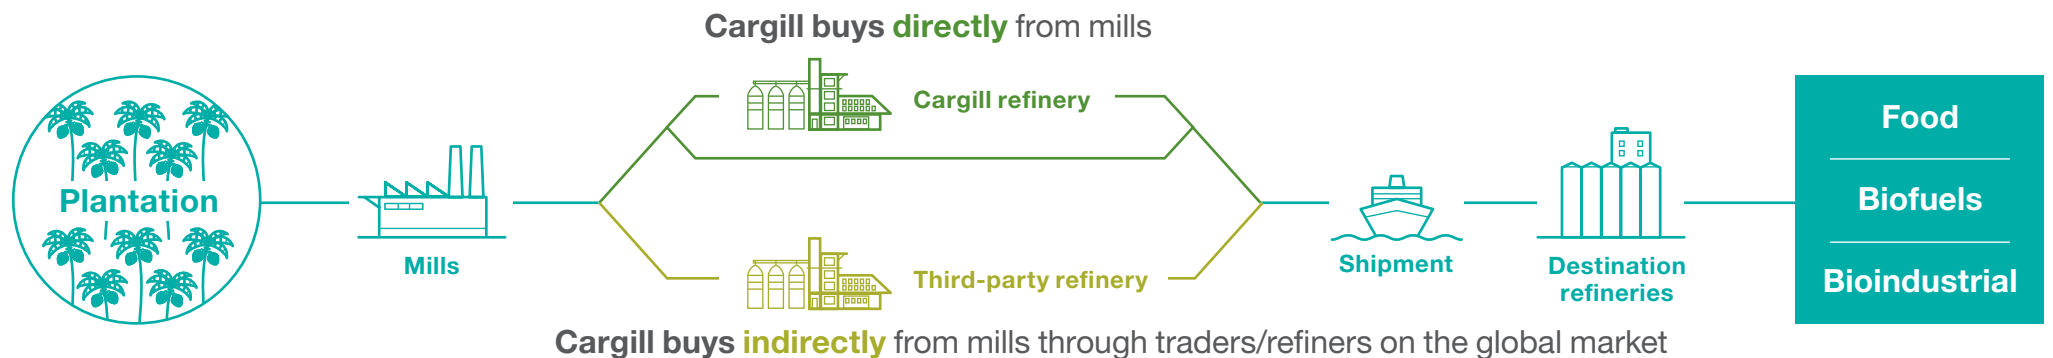 Cargill buys directly from mills
Cargill refinery
Plantation
Mills
Third-party refinery
Shipment
Destination
refineries
Food
Biofuels
Bioindustrial
Cargill buys indirectly from mills through traders/refiners on the global market